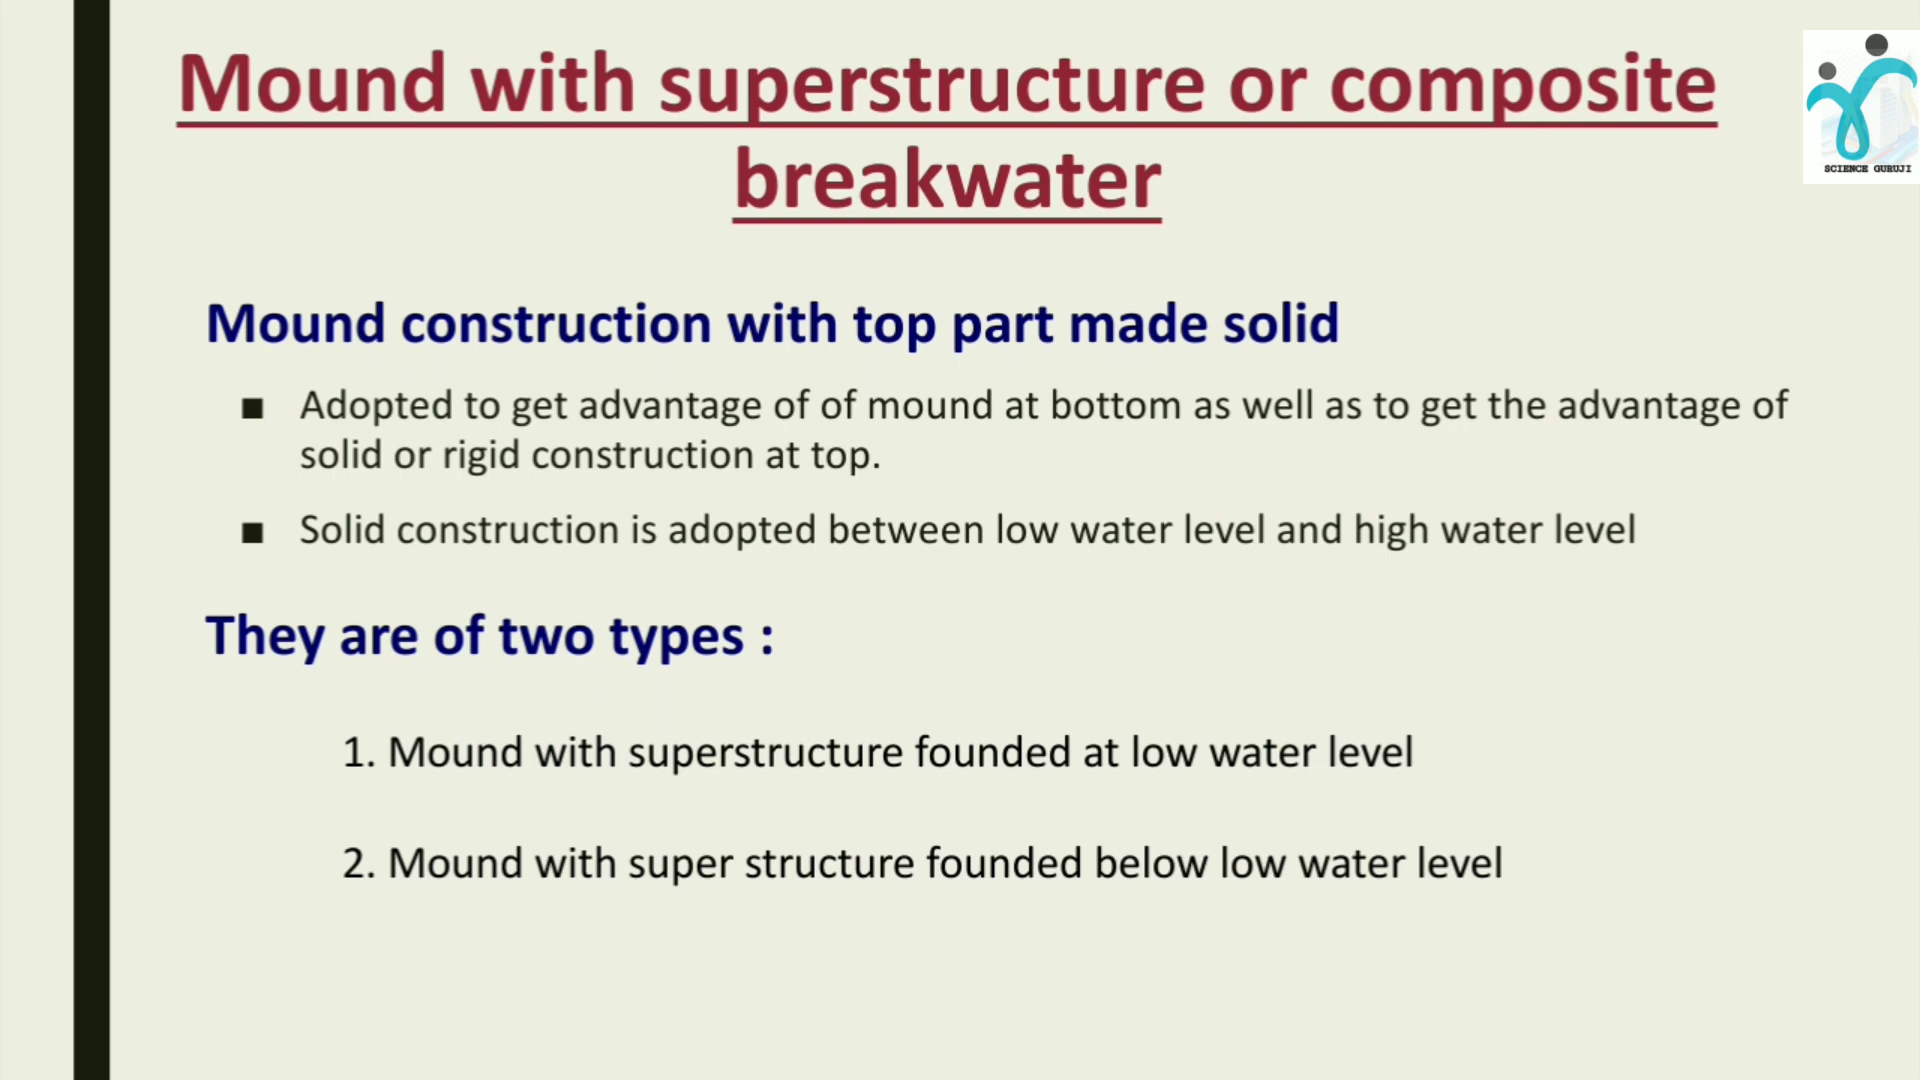 Mound with superstructure or composite
breakwater
SCIENCE GURUJI
Mound construction with top part made solid
■ Adopted to get advantage of of mound at bottom as well as to get the advantage of
solid or rigid construction at top.
■ Solid construction is adopted between low water level and high water level
They are of two types :
1. Mound with superstructure founded at low water level
2. Mound with super structure founded below low water level